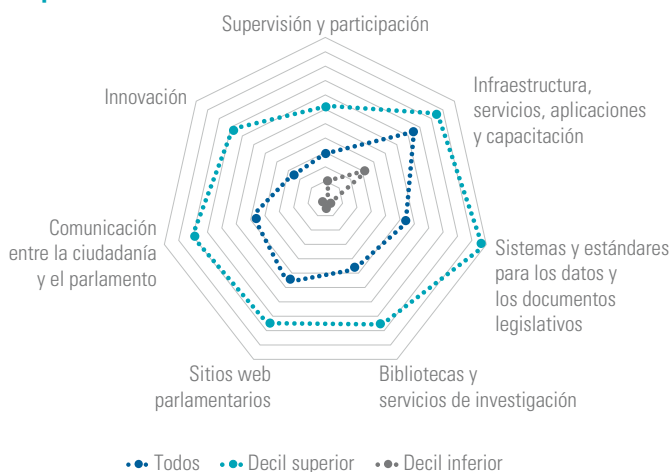 Supervisión y participación
Infraestructura,
servicios, aplicaciones
y capacitación
Sistemas y estándares
para los datos y
los documentos
legislativos
Bibliotecas y
servicios de investigación
Sitios web
parlamentarios
Comunicación
entre la ciudadanía
y el parlamento
Innovación
Todos Decil superior Decil inferior